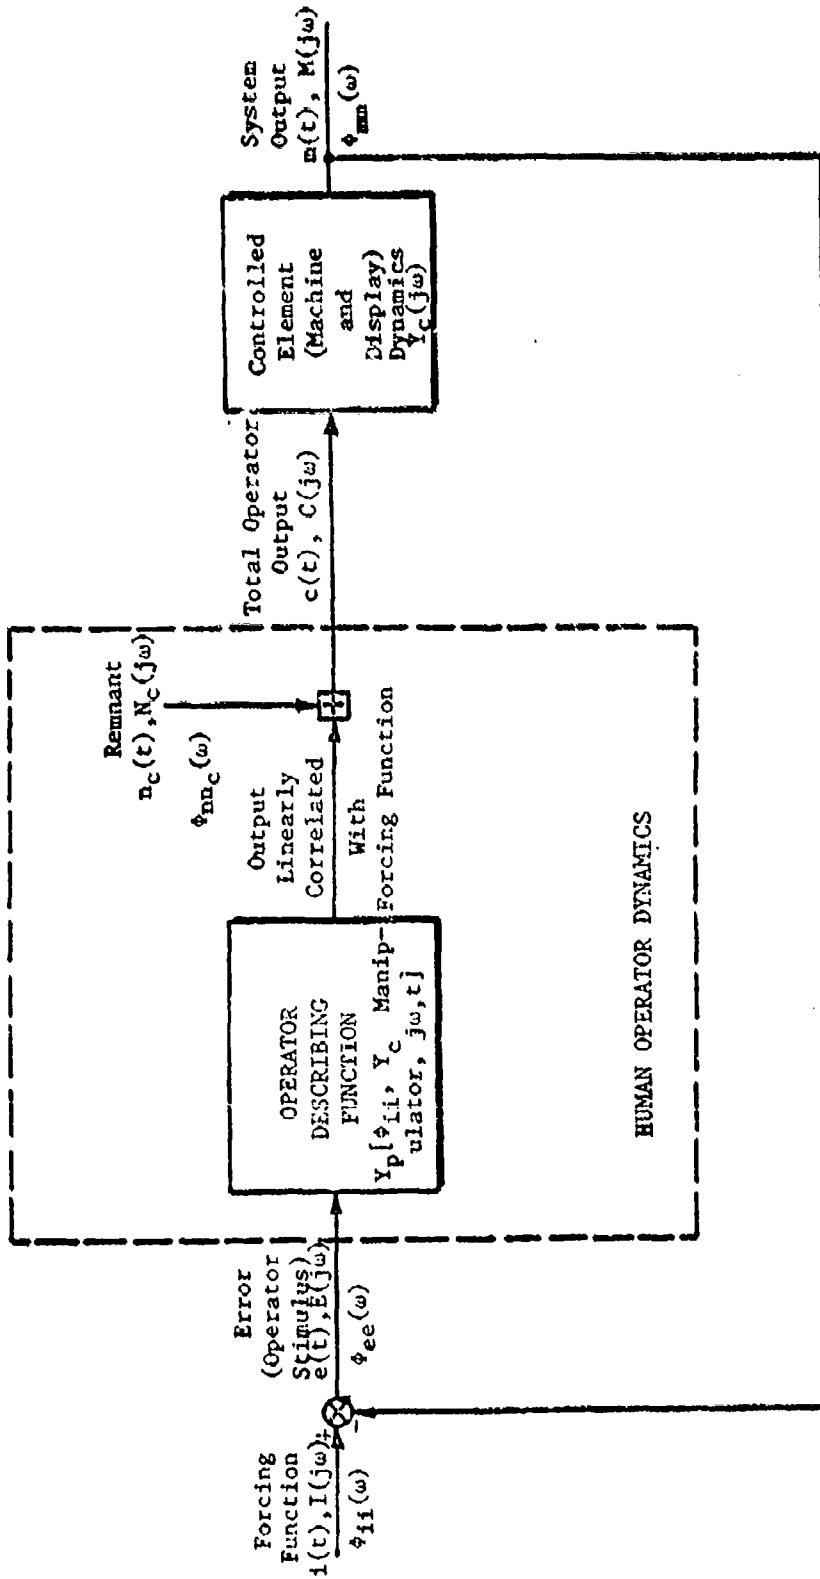 Forcing
Function
i(t),I(jω)
Φii(ω)
+
-
Error
(Operator
Stimulus)
e(t),E(jω)
Φee(ω)
OPERATOR
DESCRIBING
FUNCTION
Yp[Φii, Yc Manip-
ulator, jω,t]
Output
Linearly
Correlated
With
Forcing Function
Remnant
nc(t),Nc(jω)
Φnnc(ω)
+
HUMAN OPERATOR DYNAMICS
Total Operator
Output
c(t), C(jω)
Controlled
Element
(Machine
and
Display)
Dynamics
Yc(jω)
System
Output
m(t), M(jω)
Φmm(ω)